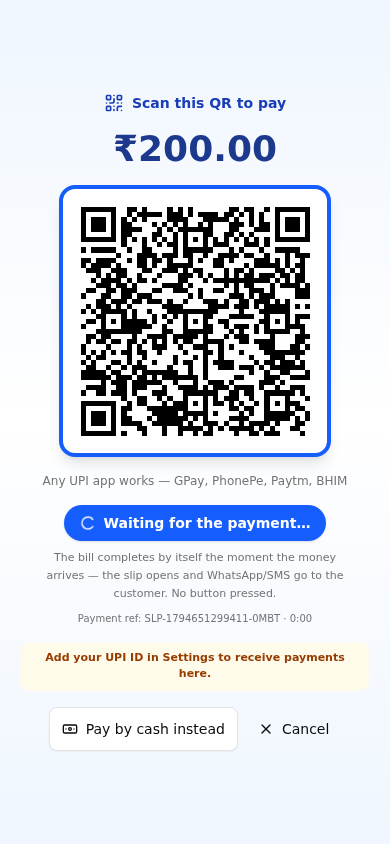 Scan this QR to pay
₹200.00
Any UPI app works — GPay, PhonePe, Paytm, BHIM
Waiting for the payment...
The bill completes by itself the moment the money
arrives — the slip opens and WhatsApp/SMS go to the
customer. No button pressed.
Payment ref: SLP-1794651299411-0MBT · 0:00
Add your UPI ID in Settings to receive payments
here.
Pay by cash instead
Cancel